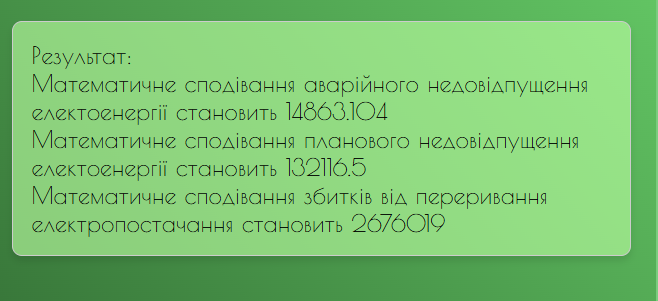 Результат:
Математичне сподівання аварійного недовідпущення
електоенергії становить 14863.104
Математичне сподівання планового недовідпущення
електоенергії становить 132116.5
Математичне сподівання збитків від переривання
електропостачання становить 2676019